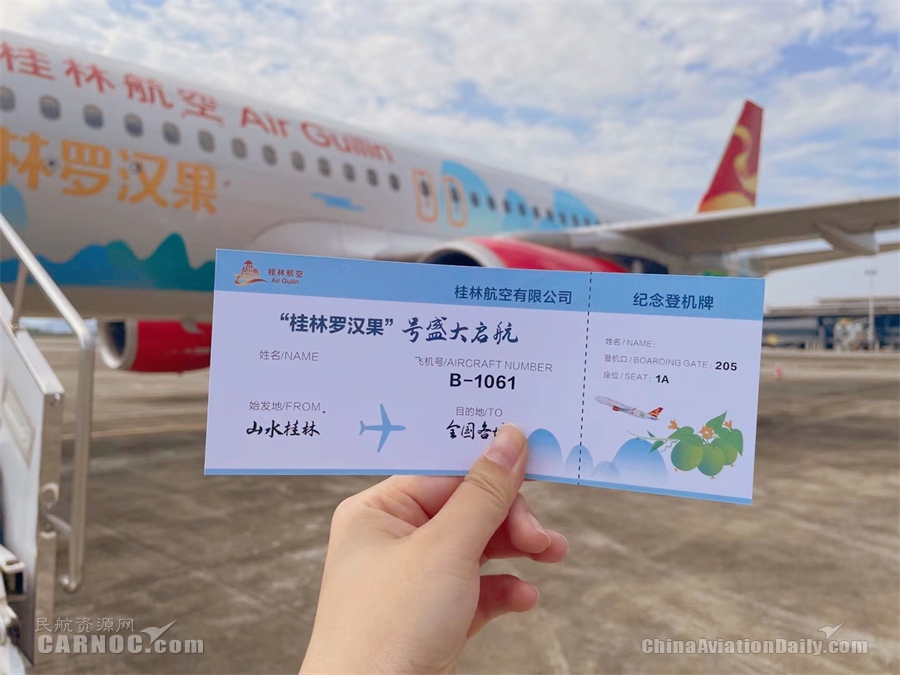 桂林航空 Air Guilin
林罗汉果
桂林航空
Air Guilin
桂林航空有限公司
纪念登机牌
“桂林罗汉果”号盛大启航
姓名/NAME
飞机号/AIRCRAFT NUMBER
B-1061
始发地/FROM
山水桂林
目的地/TO
全国各
姓名/NAME:
登机口/BOARDING GATE: 205
座位/SEAT: 1A
民航资源网
CARNOC.com
ChinaAviationDaily.com